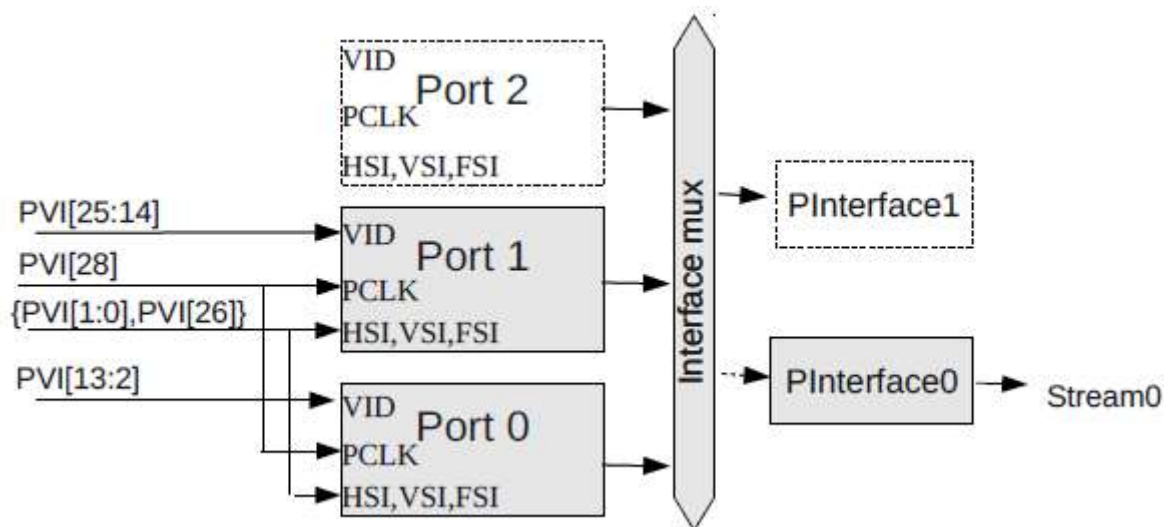 VID
Port 2
PCLK
HSI,VSI,FSI
PVI[25:14]
VID
Port 1
PVI[28]
PCLK
{PVI[1:0],PVI[26]}
HSI,VSI,FSI
PVI[13:2]
VID
Port 0
PCLK
HSI,VSI,FSI
Interface mux
PInterface1
PInterface0
Stream0